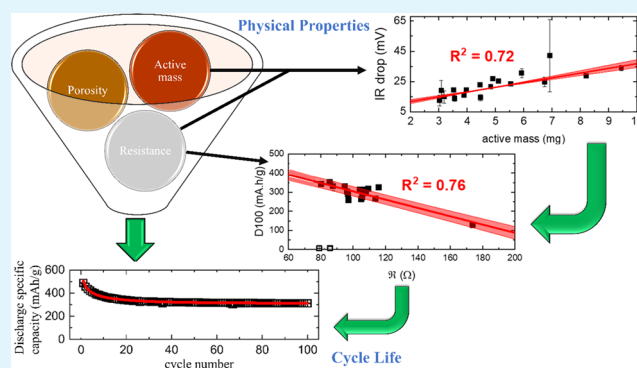 Physical Properties
Active
mass
Porosity
Resistance
R² = 0.72
IR drop (mV)
65
45
25
5
2 3 4 5 6 7 8 9 10
active mass (mg)
R² = 0.76
D100 (mA.h/g)
600
500
400
300
200
100
0
60 80 100 120 140 160 180 200
ℜ (Ω)
Discharge specific
capacity (mAh/g)
600
400
200
0
0 20 40 60 80 100
cycle number
Cycle Life